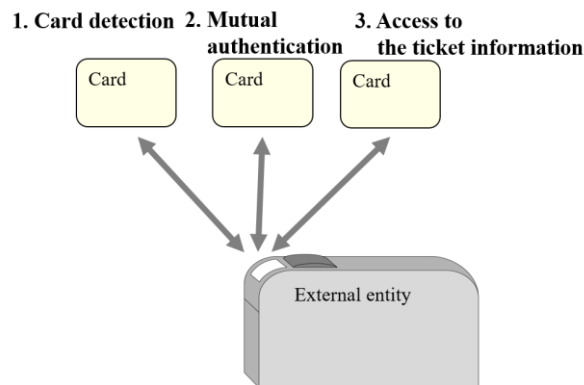 1. Card detection
2. Mutual
authentication
3. Access to
the ticket information
Card
Card
Card
External entity